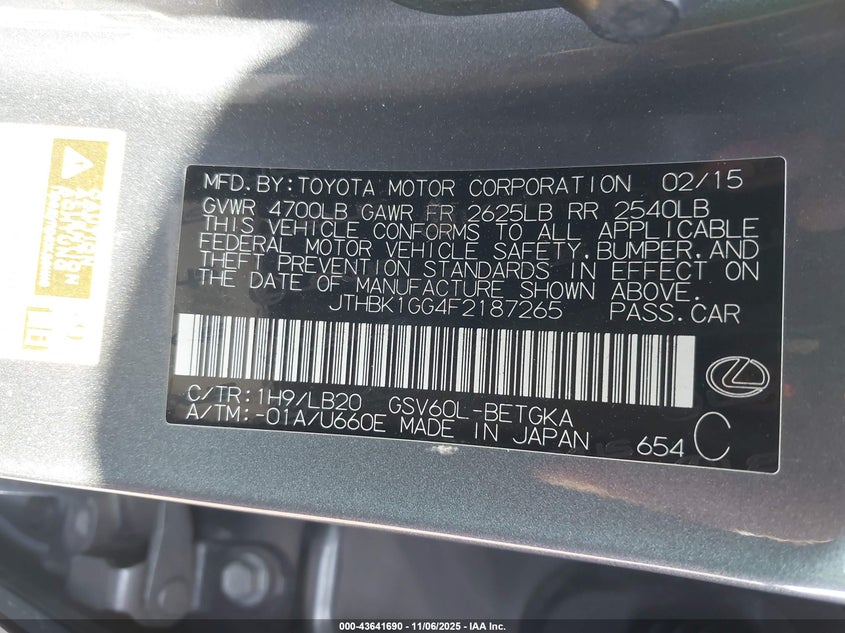 MFD.BY:TOYOTA MOTOR CORPORATION 02/15
GVWR 4700LB GAWR FR 2625LB RR 2540LB
THIS VEHICLE CONFORMS TO ALL APPLICABLE
FEDERAL MOTOR VEHICLE SAFETY,BUMPER,AND
THEFT PREVENTION STANDARDS IN EFFECT ON
THE DATE OF MANUFACTURE SHOWN ABOVE.
JTHBK1GG4F2187265 PASS.CAR
C/TR:1H9/LB20 GSV60L-BETGKA
A/TM:-01A/U660E MADE IN JAPAN 654 C
000-43641690 - 11/06/2025 - IAA Inc.